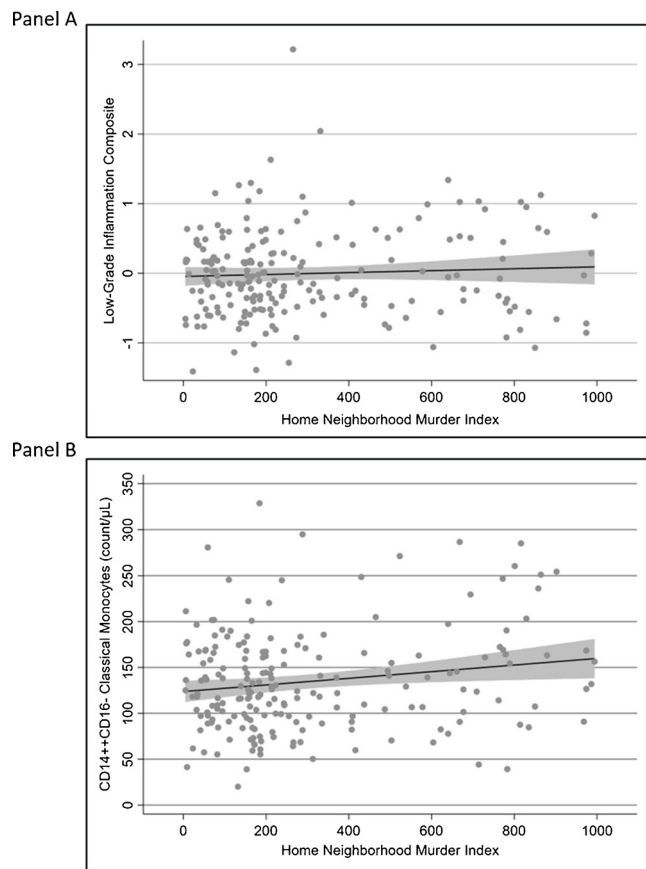 Panel A
Low-Grade Inflammation Composite
3
2
1
0
-1
0 200 400 600 800 1000
Home Neighborhood Murder Index
Panel B
CD14++CD16- Classical Monocytes (count/μL)
350
300
250
200
150
100
50
0
0 200 400 600 800 1000
Home Neighborhood Murder Index